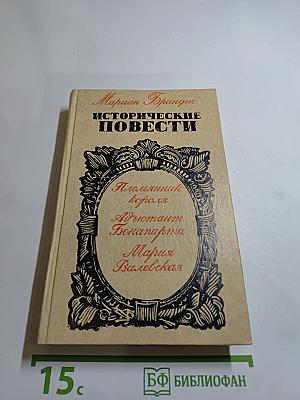 Мариан Брандыс
ИСТОРИЧЕСКИЕ
ПОВЕСТИ
Племянник
короля
Адъютант
Бонапарта
Мария
Валевская
15с
БФ БИБЛИОФАН